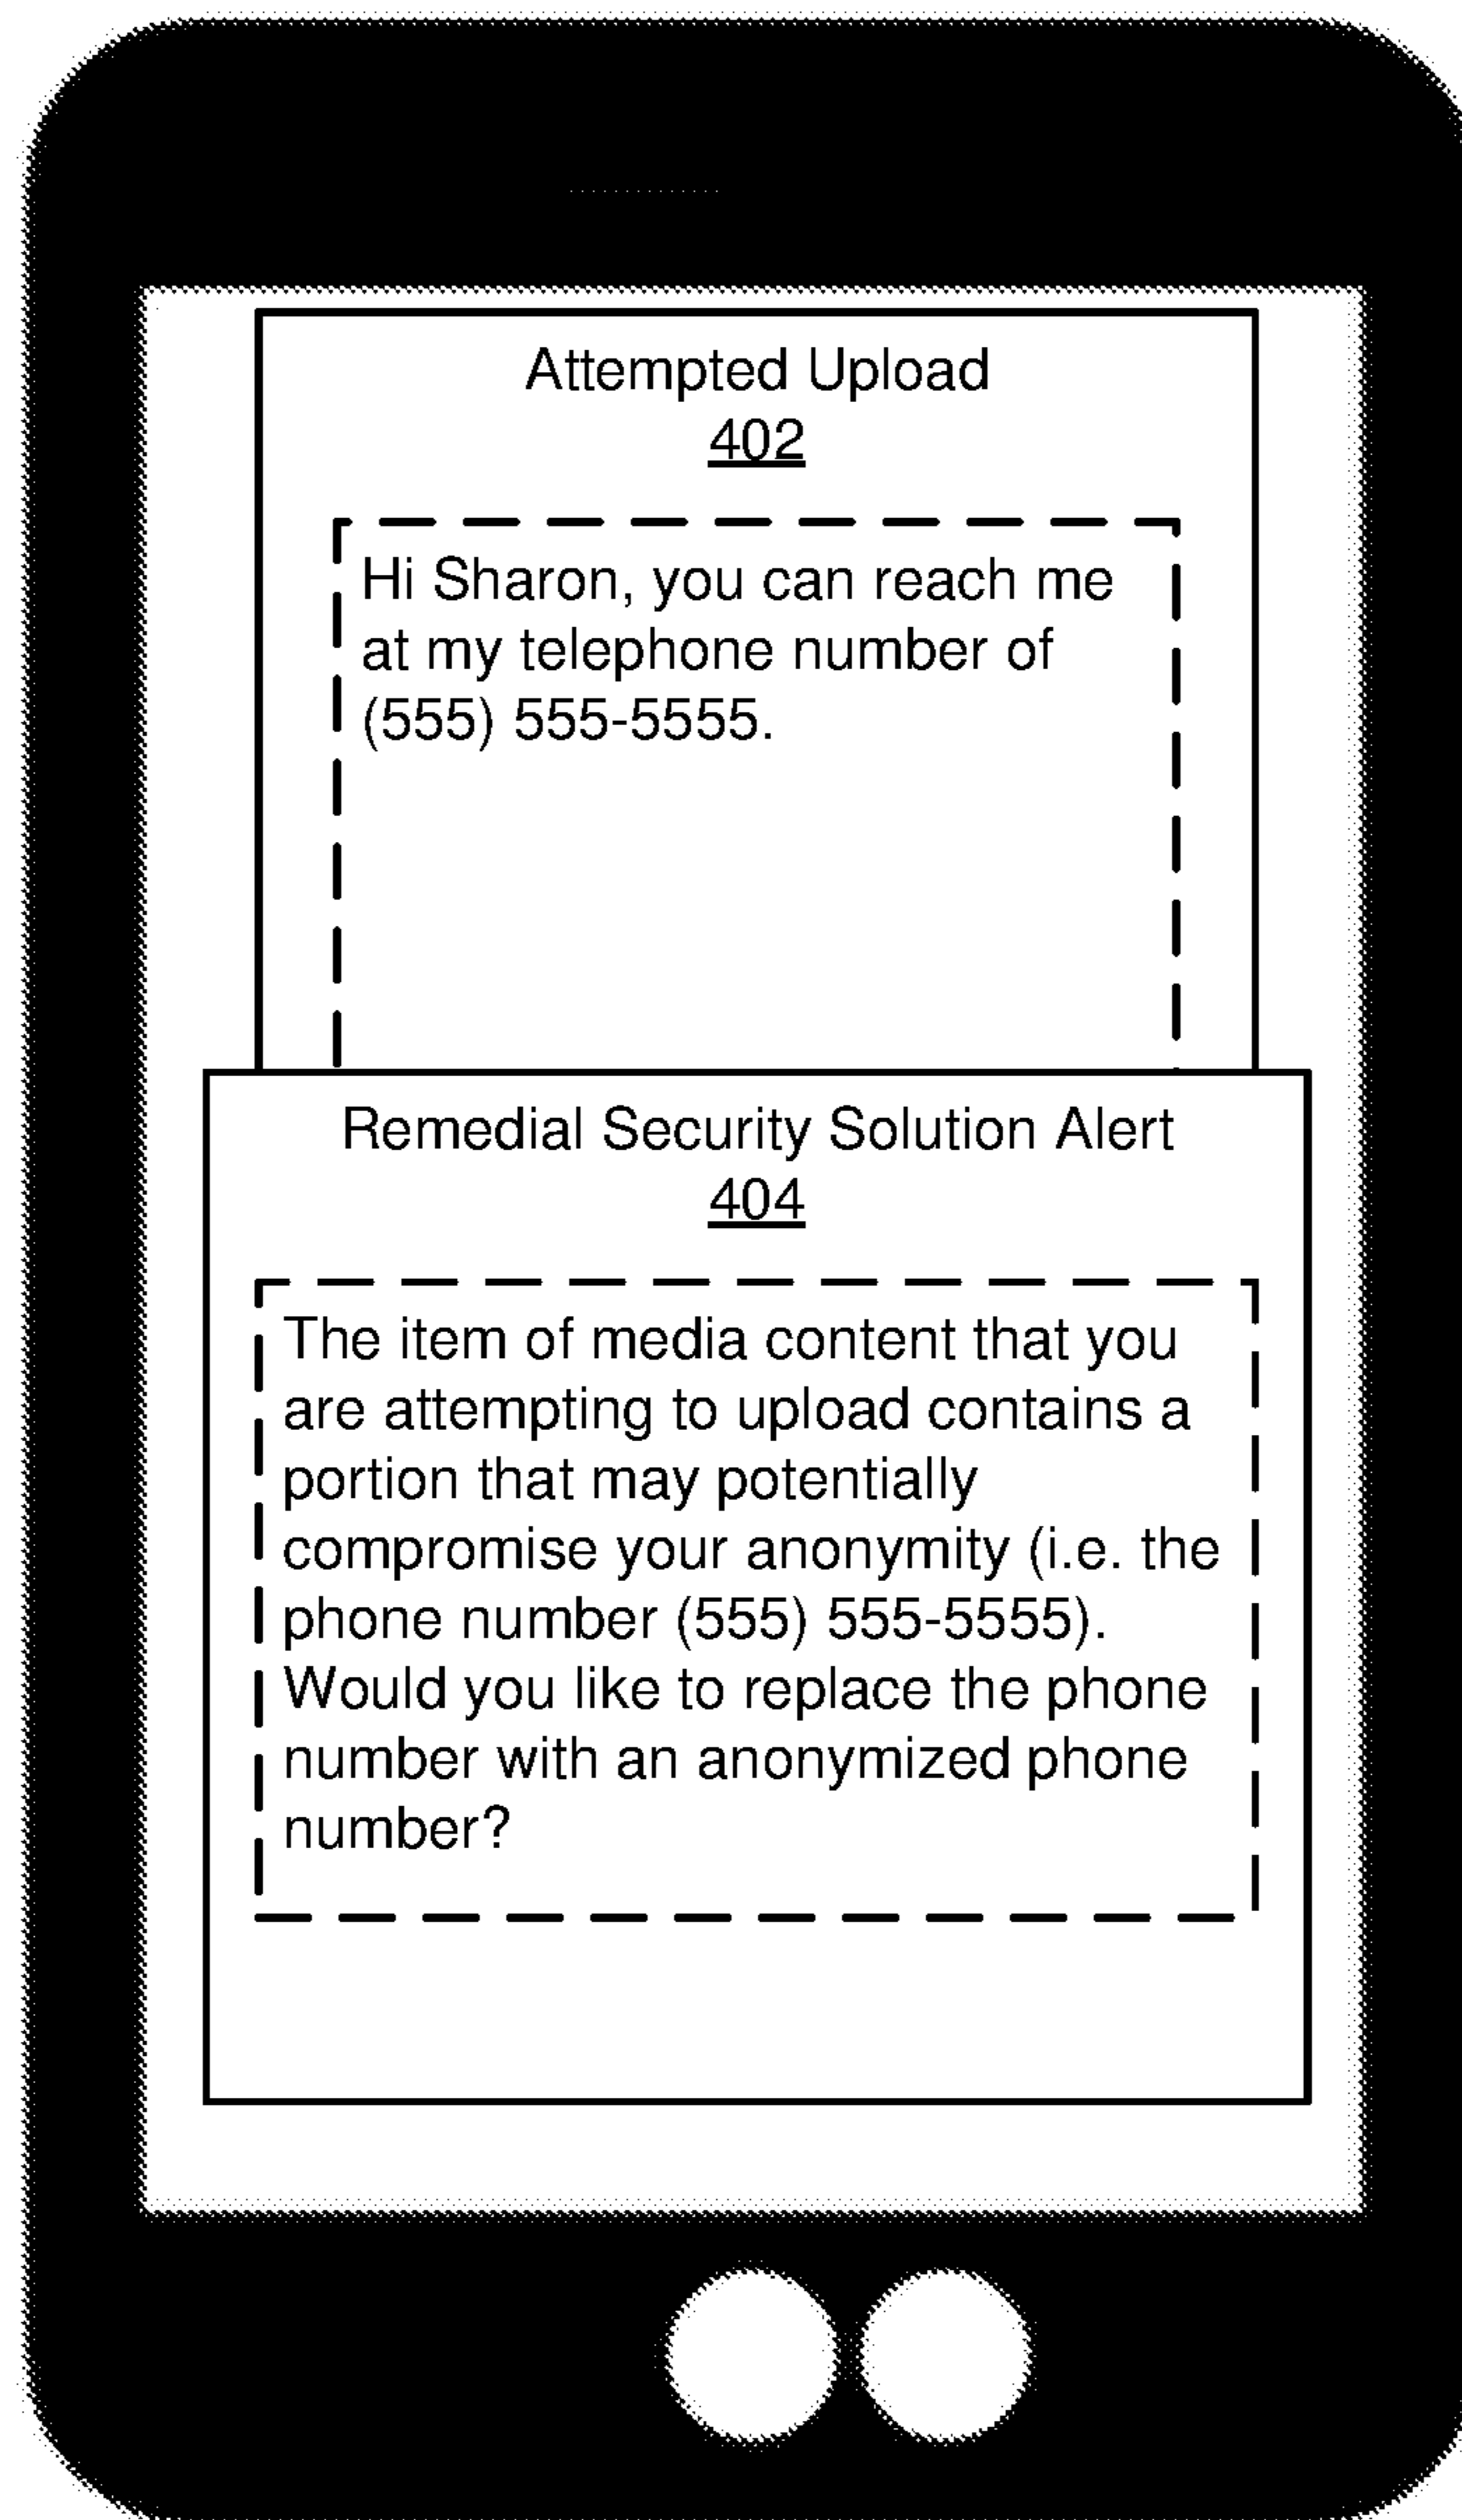 Attempted Upload
402
Hi Sharon, you can reach me
at my telephone number of
(555) 555-5555.
Remedial Security Solution Alert
404
The item of media content that you
are attempting to upload contains a
portion that may potentially
compromise your anonymity (i.e. the
phone number (555) 555-5555).
Would you like to replace the phone
number with an anonymized phone
number?